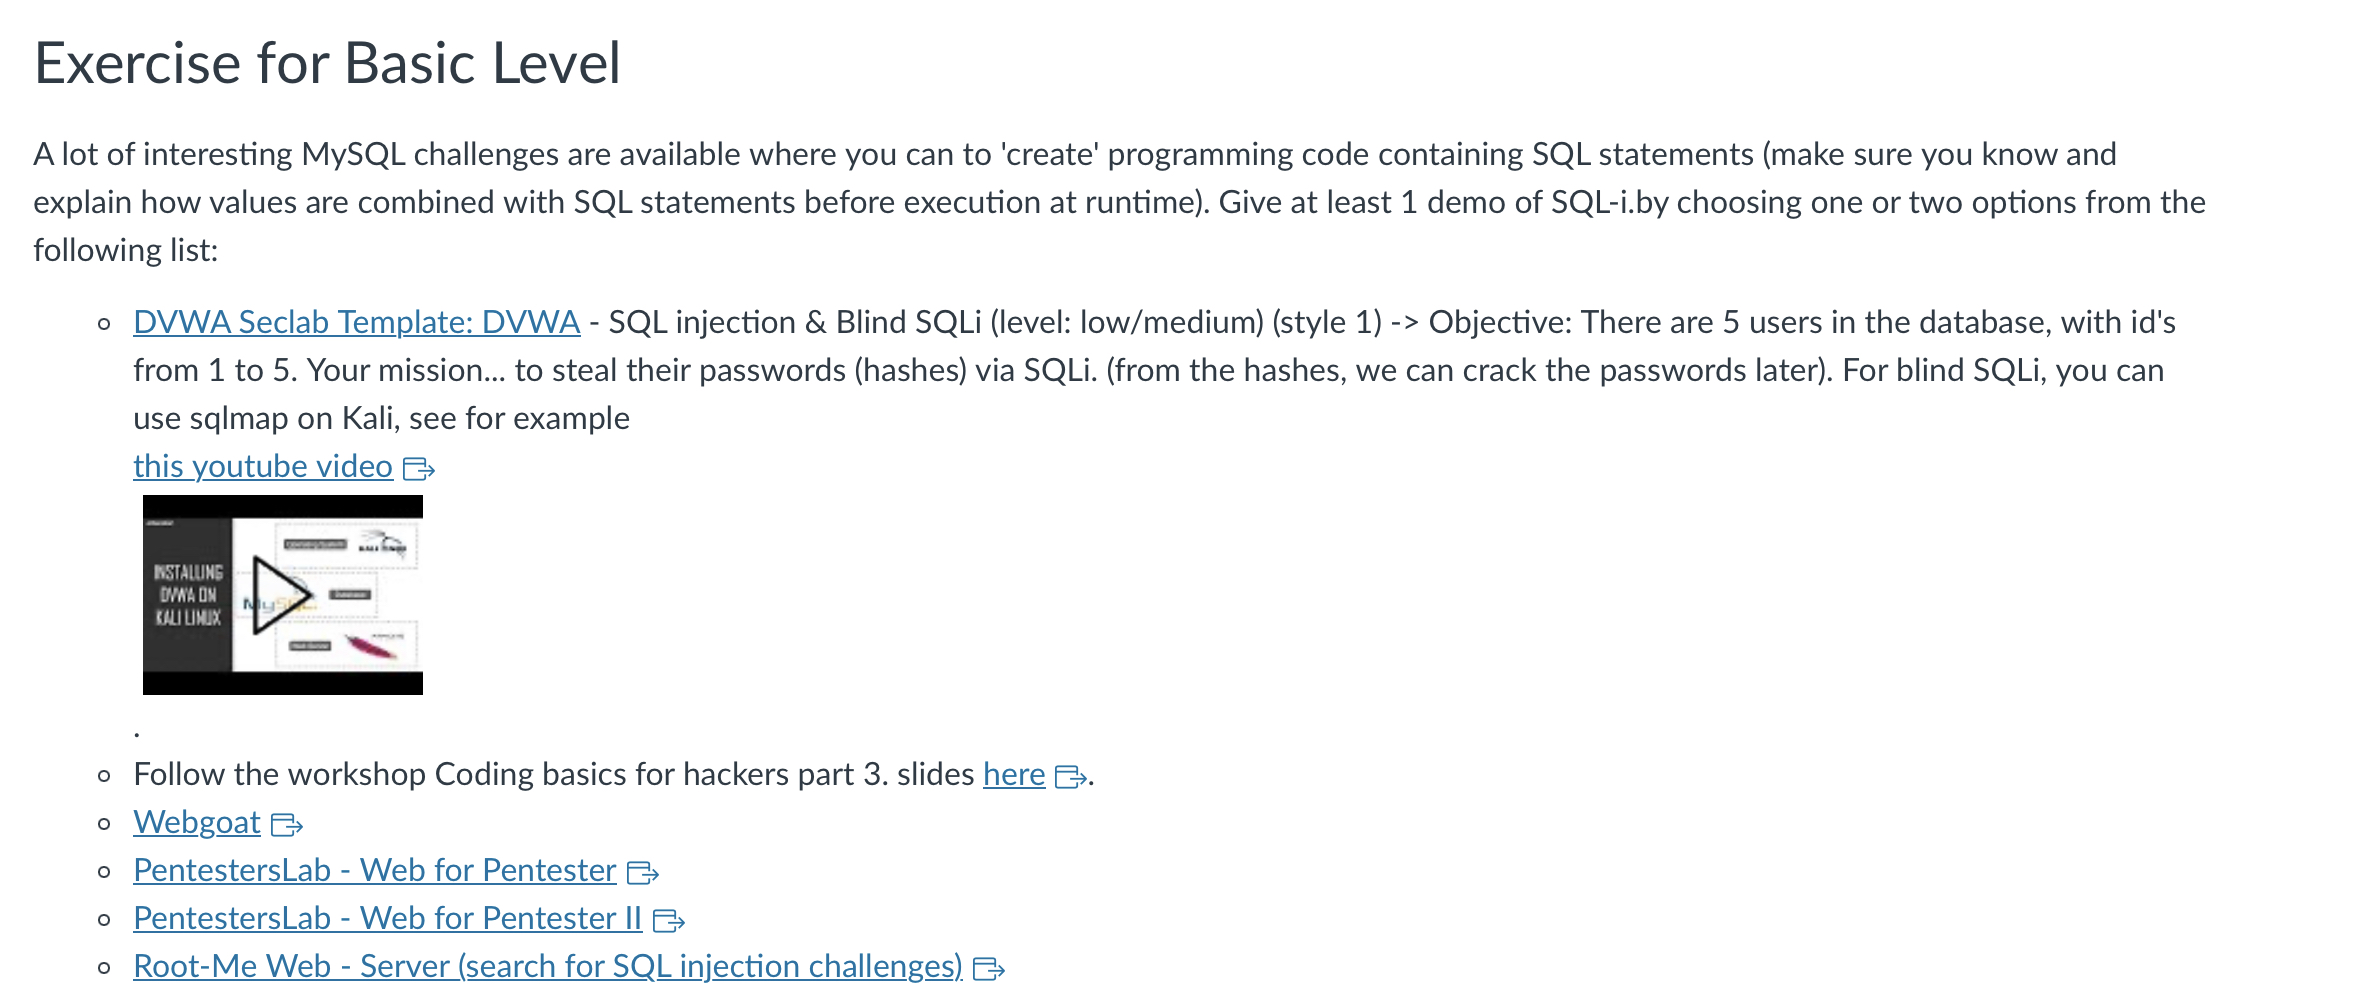 Exercise for Basic Level
A lot of interesting MySQL challenges are available where you can to 'create' programming code containing SQL statements (make sure you know and
explain how values are combined with SQL statements before execution at runtime). Give at least 1 demo of SQL-i.by choosing one or two options from the
following list:
DVWA Seclab Template: DVWA - SQL injection & Blind SQLi (level: low/medium) (style 1) -> Objective: There are 5 users in the database, with id's
from 1 to 5. Your mission... to steal their passwords (hashes) via SQLi. (from the hashes, we can crack the passwords later). For blind SQLi, you can
use sqlmap on Kali, see for example
this youtube video
INSTALLING
DVWA ON
KALI LINUX
MySQL
.
Follow the workshop Coding basics for hackers part 3. slides here.
Webgoat
PentestersLab - Web for Pentester
PentestersLab - Web for Pentester II
Root-Me Web - Server (search for SQL injection challenges)